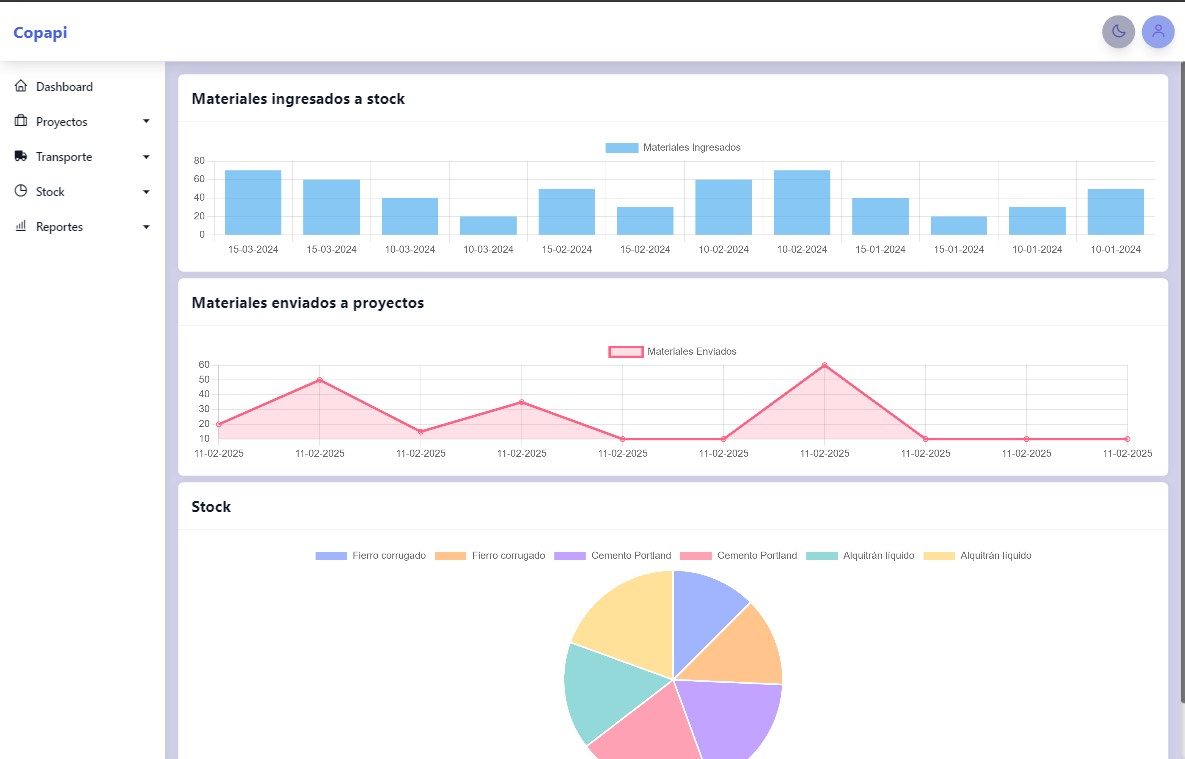 Copapi
Dashboard
Proyectos
Transporte
Stock
Reportes
Materiales ingresados a stock
Materiales Ingresados
80
60
40
20
0
15-03-2024 15-03-2024 10-03-2024 10-03-2024 15-02-2024 15-02-2024 10-02-2024 10-02-2024 15-01-2024 15-01-2024 10-01-2024 10-01-2024
Materiales enviados a proyectos
Materiales Enviados
60
50
40
30
20
10
11-02-2025 11-02-2025 11-02-2025 11-02-2025 11-02-2025 11-02-2025 11-02-2025 11-02-2025 11-02-2025 11-02-2025
Stock
Fierro corrugado Fierro corrugado Cemento Portland Cemento Portland Alquitrán líquido Alquitrán líquido